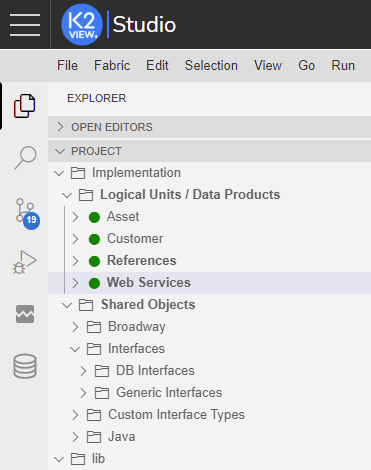 K2 VIEW. Studio
File Fabric Edit Selection View Go Run
EXPLORER
OPEN EDITORS
PROJECT
Implementation
Logical Units / Data Products
Asset
Customer
19
References
Web Services
Shared Objects
Broadway
Interfaces
DB Interfaces
Generic Interfaces
Custom Interface Types
Java
lib